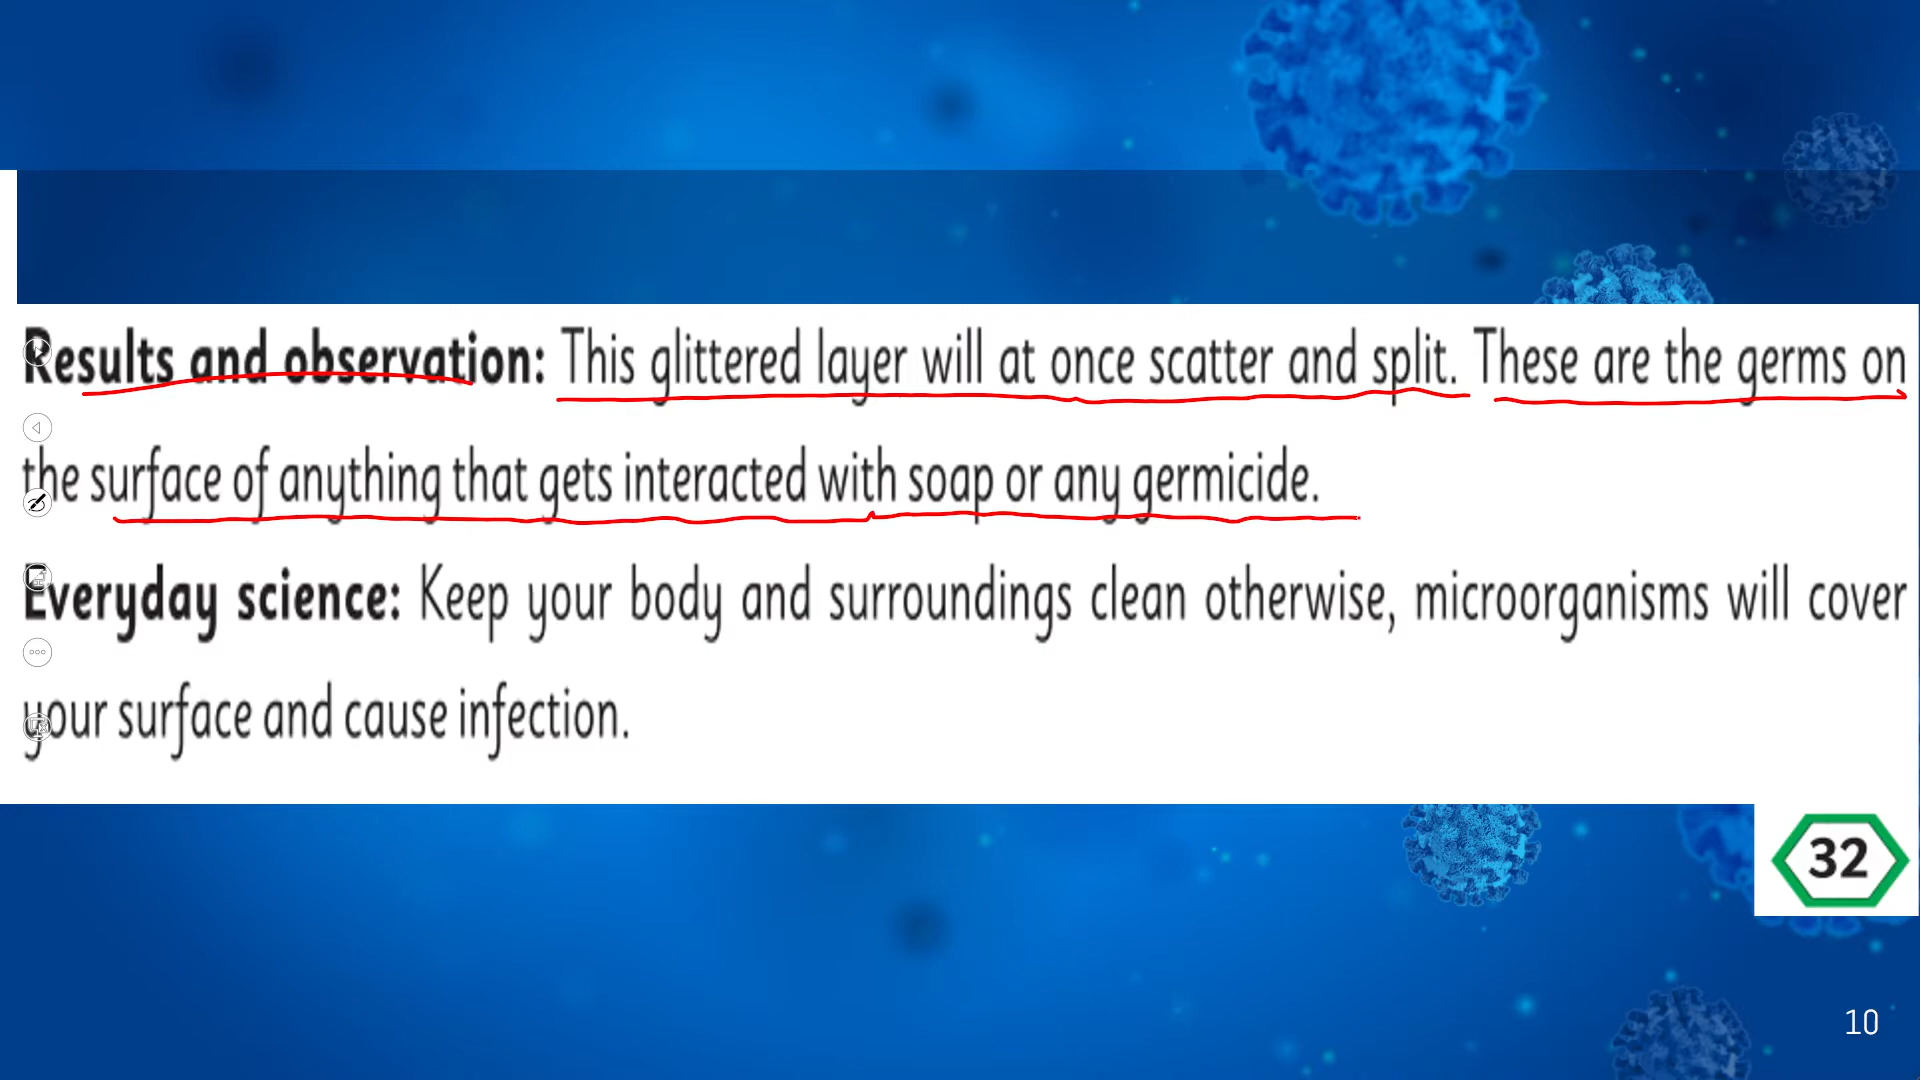 Results and observation: This glittered layer will at once scatter and split. These are the germs on
the surface of anything that gets interacted with soap or any germicide.
Everyday science: Keep your body and surroundings clean otherwise, microorganisms will cover
your surface and cause infection.
32
10